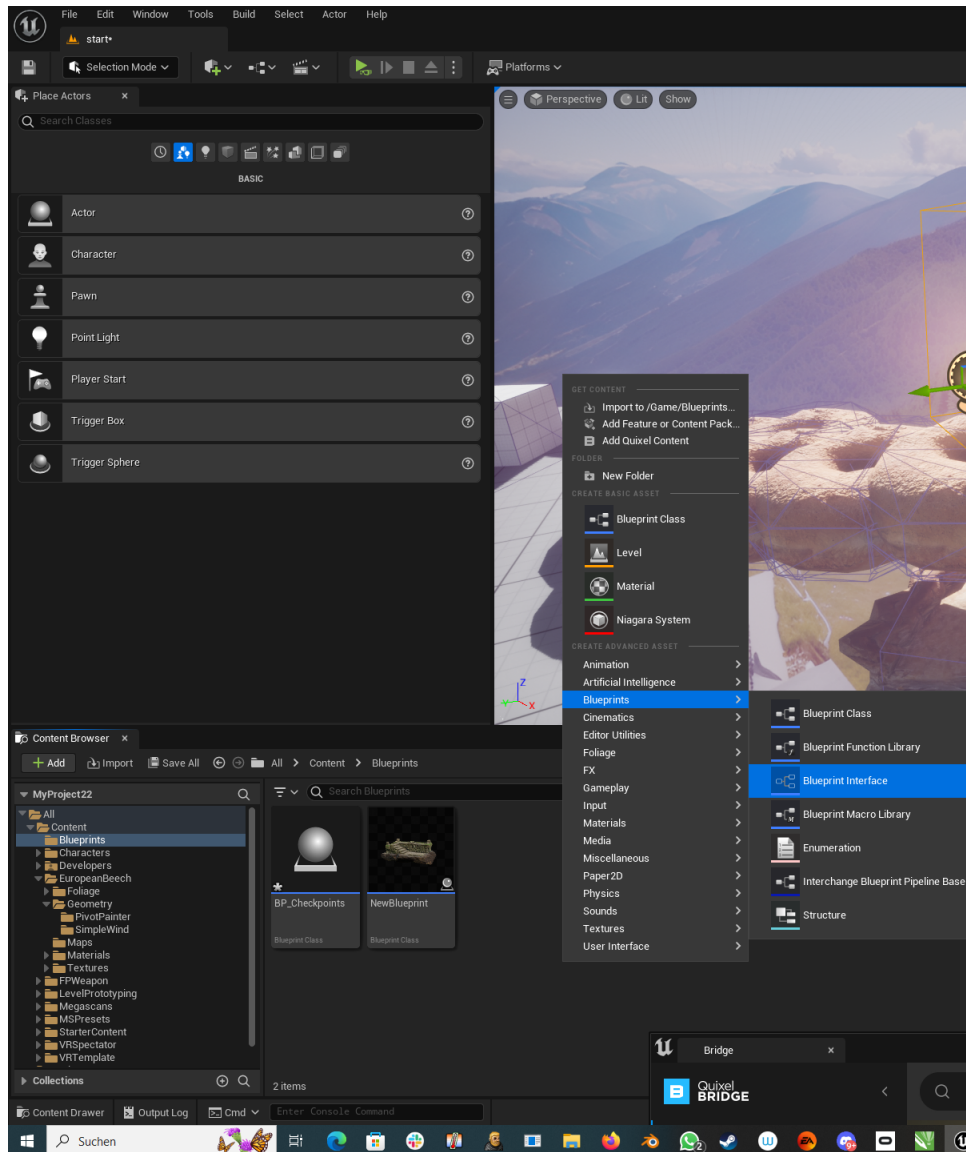 File Edit Window Tools Build Select Actor Help
start•
Selection Mode
Platforms
Place Actors
Search Classes
BASIC
Actor
Character
Pawn
Point Light
Player Start
Trigger Box
Trigger Sphere
Perspective Lit Show
GET CONTENT
Import to /Game/Blueprints...
Add Feature or Content Pack...
Add Quixel Content
FOLDER
New Folder
CREATE BASIC ASSET
Blueprint Class
Level
Material
Niagara System
CREATE ADVANCED ASSET
Animation
Artificial Intelligence
Blueprints
Cinematics
Editor Utilities
Foliage
FX
Gameplay
Input
Materials
Media
Miscellaneous
Paper2D
Physics
Sounds
Textures
User Interface
Blueprint Class
Blueprint Function Library
Blueprint Interface
Blueprint Macro Library
Enumeration
Interchange Blueprint Pipeline Base
Structure
Z
X
Content Browser
Add Import Save All All Content Blueprints
MyProject22
All
Content
Blueprints
Characters
Developers
EuropeanBeech
Foliage
Geometry
PivotPainter
SimpleWind
Maps
Materials
Textures
FPWeapon
LevelPrototyping
Megascans
MSPresets
StarterContent
VRSpectator
VRTemplate
Collections
Search Blueprints
BP_Checkpoints NewBlueprint
Blueprint Class Blueprint Class
2 items
Bridge
Quixel
BRIDGE
Content Drawer Output Log Cmd Enter Console Command
Suchen